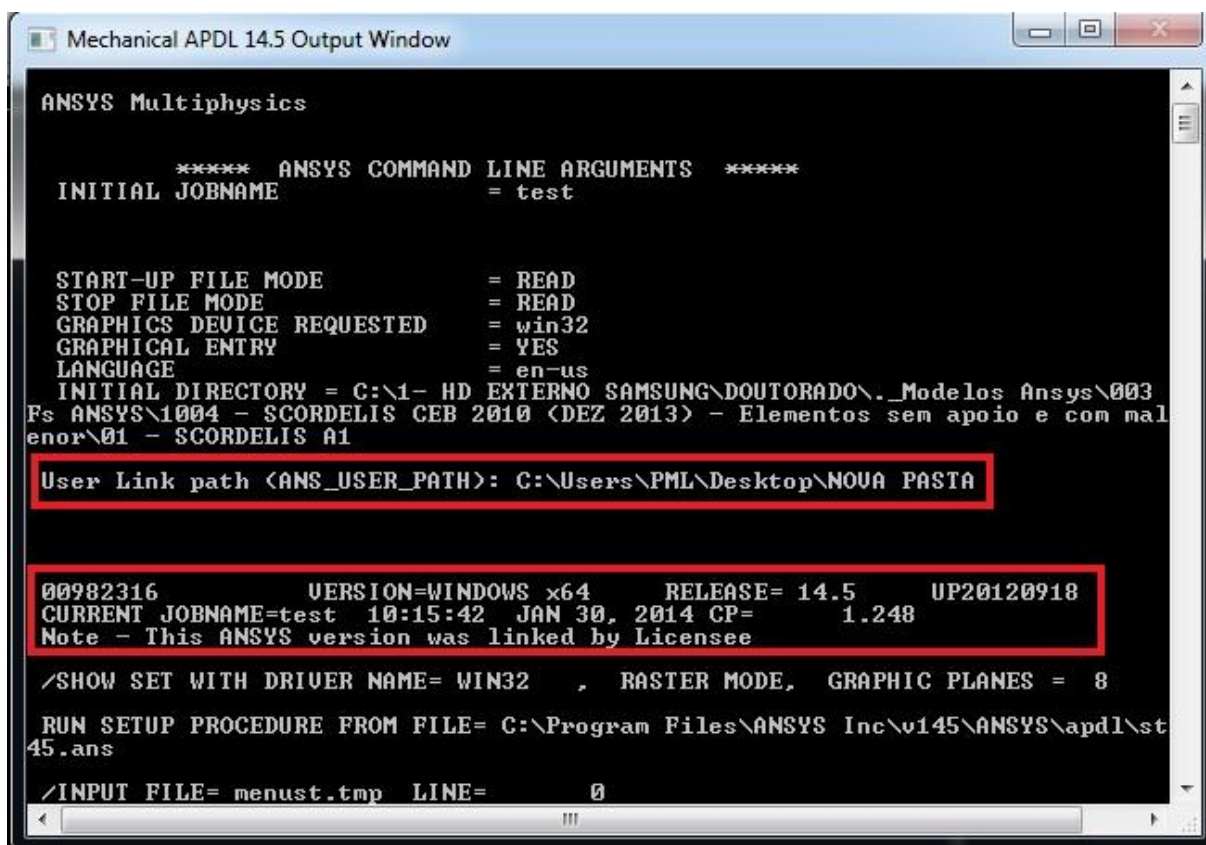 Mechanical APDL 14.5 Output Window
ANSYS Multiphysics
***** ANSYS COMMAND LINE ARGUMENTS *****
INITIAL JOBNAME = test
START-UP FILE MODE = READ
STOP FILE MODE = READ
GRAPHICS DEVICE REQUESTED = win32
GRAPHICAL ENTRY = YES
LANGUAGE = en-us
INITIAL DIRECTORY = C:\1- HD EXTERNO SAMSUNG\DOUTORADO\._Modelos Ansys\003
Fs ANSYS\1004 - SCORDELIS CEB 2010 (DEZ 2013) - Elementos sem apoio e com mal
enor\01 - SCORDELIS A1
User Link path (ANS_USER_PATH): C:\Users\PML\Desktop\NOVA PASTA
00982316 VERSION=WINDOWS x64 RELEASE= 14.5 UP20120918
CURRENT JOBNAME=test 10:15:42 JAN 30, 2014 CP= 1.248
Note - This ANSYS version was linked by Licensee
/SHOW SET WITH DRIVER NAME= WIN32 , RASTER MODE, GRAPHIC PLANES = 8
RUN SETUP PROCEDURE FROM FILE= C:\Program Files\ANSYS Inc\v145\ANSYS\apdl\st
45.ans
/INPUT FILE= menust.tmp LINE= 0